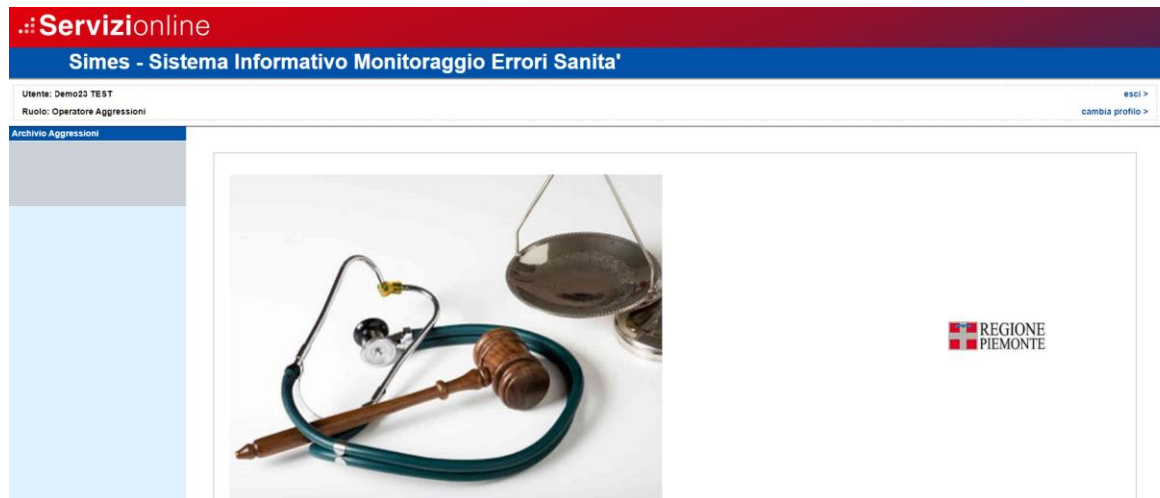 .:Servizionline
Simes - Sistema Informativo Monitoraggio Errori Sanita'
Utente: Demo23 TEST
esci >
Ruolo: Operatore Aggressioni
cambia profilo >
Archivio Aggressioni
REGIONE
PIEMONTE